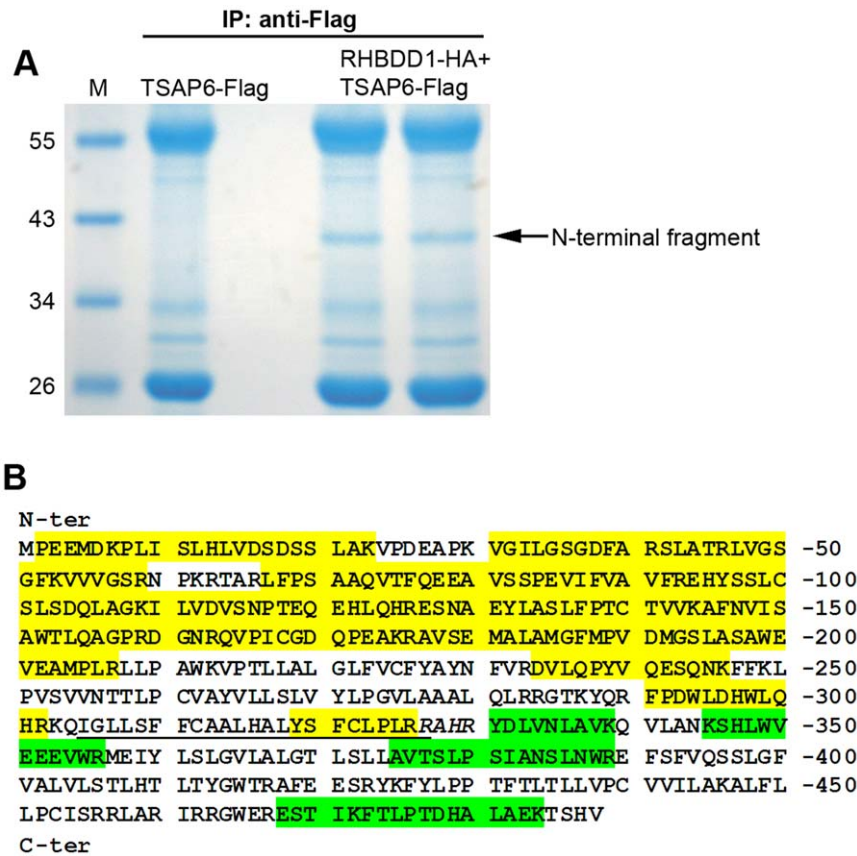 IP: anti-Flag
A
RHBDD1-HA+
M TSAP6-Flag TSAP6-Flag
55
43
N-terminal fragment
34
26
B
N-ter
MPEEMDKPLI SLHLVDSDSS LAKVPDEAPK VGILGSGDFA RSLATRLVGS -50
GFKVVVGSRN PKRTARLFPS AAQVTFQEEA VSSPEVIFVA VFREHYSSLC -100
SLSDQLAGKI LVDVSNPTEQ EHLQHRESNA EYLASLFPTC TVVKAFNVIS -150
AWTLQAGPRD GNRQVPICGD QPEAKRAVSE MALAMGFMPV DMGSLASAWE -200
VEAMPLRLLP AWKVPTLLAL GLFVCFYAYN FVRDVLQPYV QESQNKFFKL -250
PVSVVNTTLP CVAYVLLSLV YLPGVLAAAL QLRRGTKYQR FPDWLDHWLQ -300
HRKQIGLLSF FCAALHALYS FCLPLRRAHR YDLVNLAVKQ VLANKSHLWV -350
EEEVWRMEIY LSLGVLALGT LSLLAVTSLP SIANSLNWRE FSFVQSSLGF -400
VALVLSTLHT LTYGWTRAFE ESRYKFYLPP TFTLTLLVPC VVILAKALFL -450
LPCISRRLAR IRRGWEREST IKFTLPTDHA LAEKTSHV
C-ter